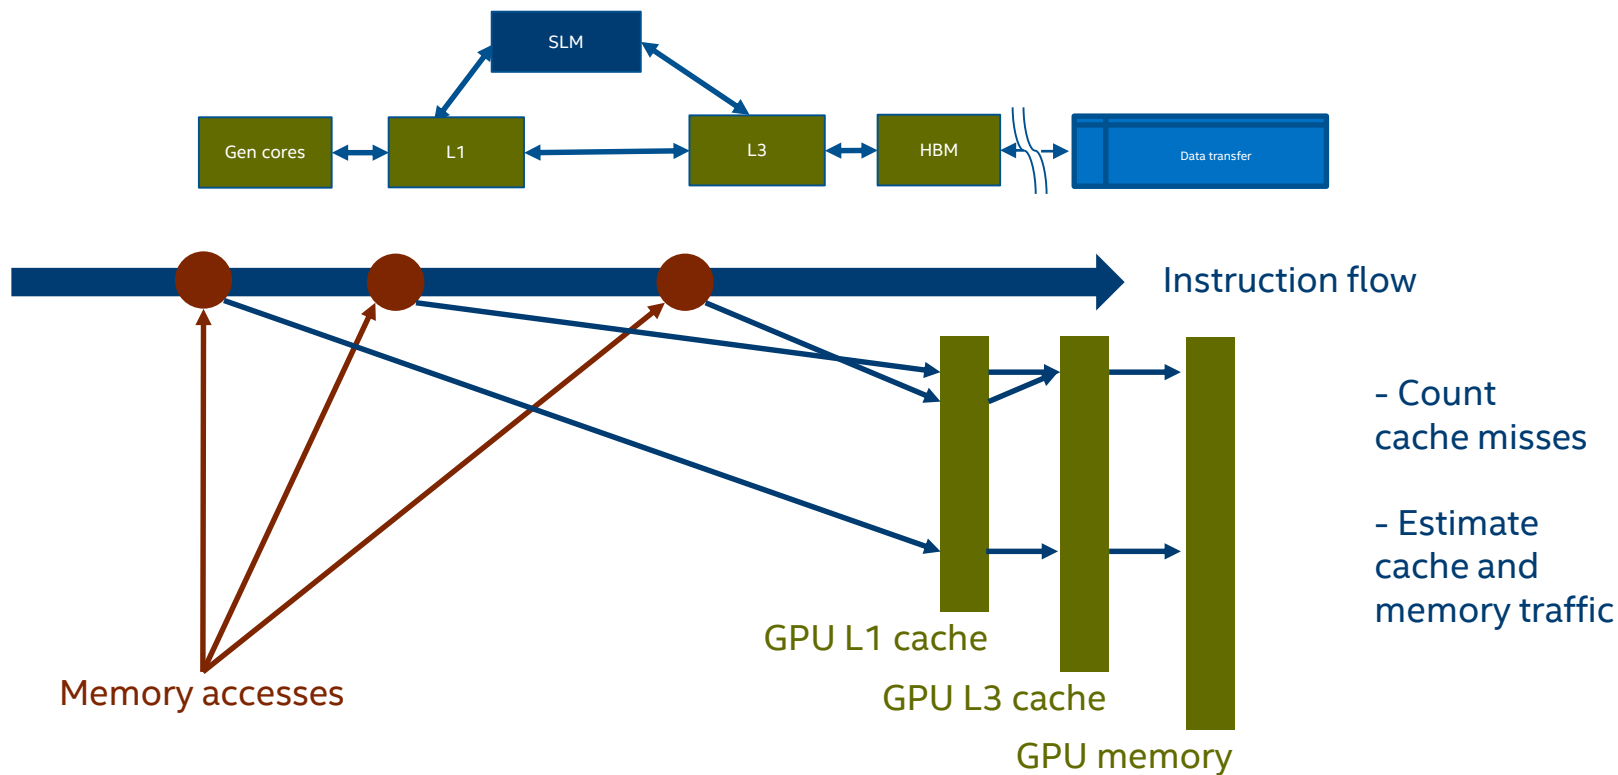 SLM
Gen cores
L1
L3
HBM
Data transfer
Instruction flow
- Count
cache misses
- Estimate
cache and
memory traffic
GPU L1 cache
Memory accesses
GPU L3 cache
GPU memory